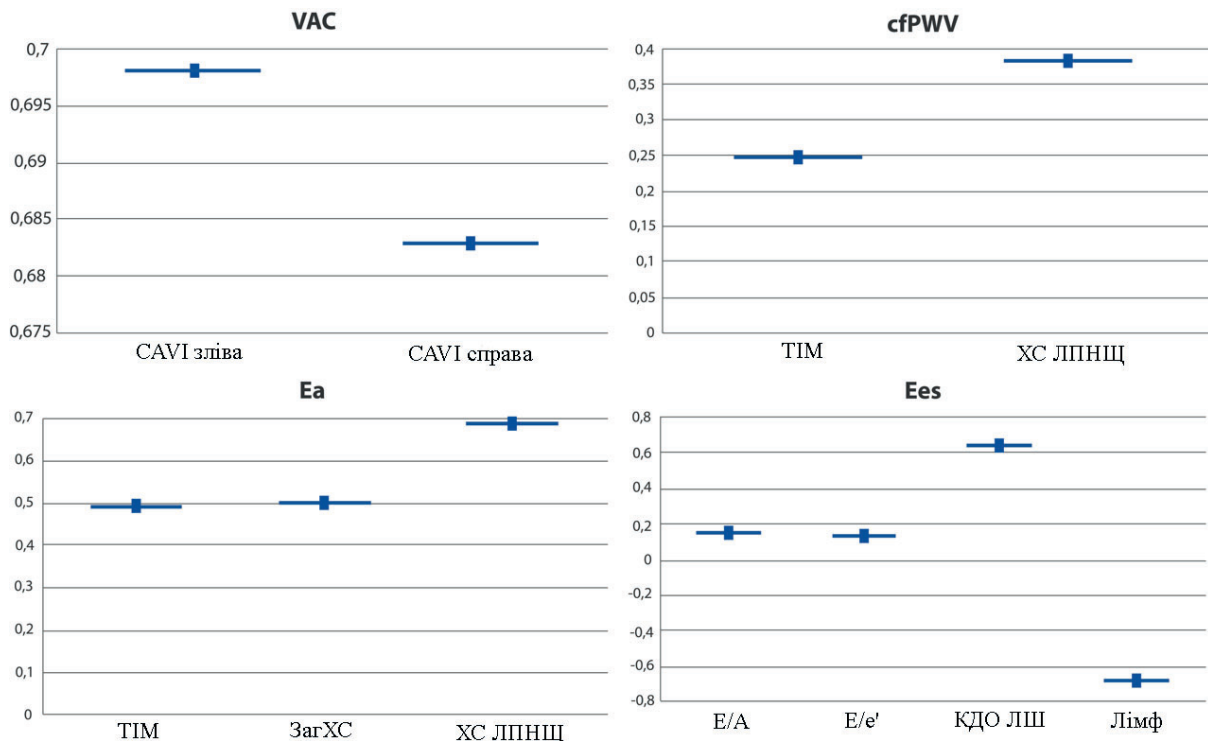 VAC
0,7
0,695
0,69
0,685
0,68
0,675
CAVI зліва
CAVI справа
cfPWV
0,4
0,35
0,3
0,25
0,2
0,15
0,1
0,05
0
ТІМ
ХС ЛПНЩ
Ea
0,7
0,6
0,5
0,4
0,3
0,2
0,1
0
ТІМ
ЗагХС
ХС ЛПНЩ
Ees
0,8
0,6
0,4
0,2
0
-0,2
-0,4
-0,6
-0,8
E/A
E/e'
КДО ЛШ
Лімф